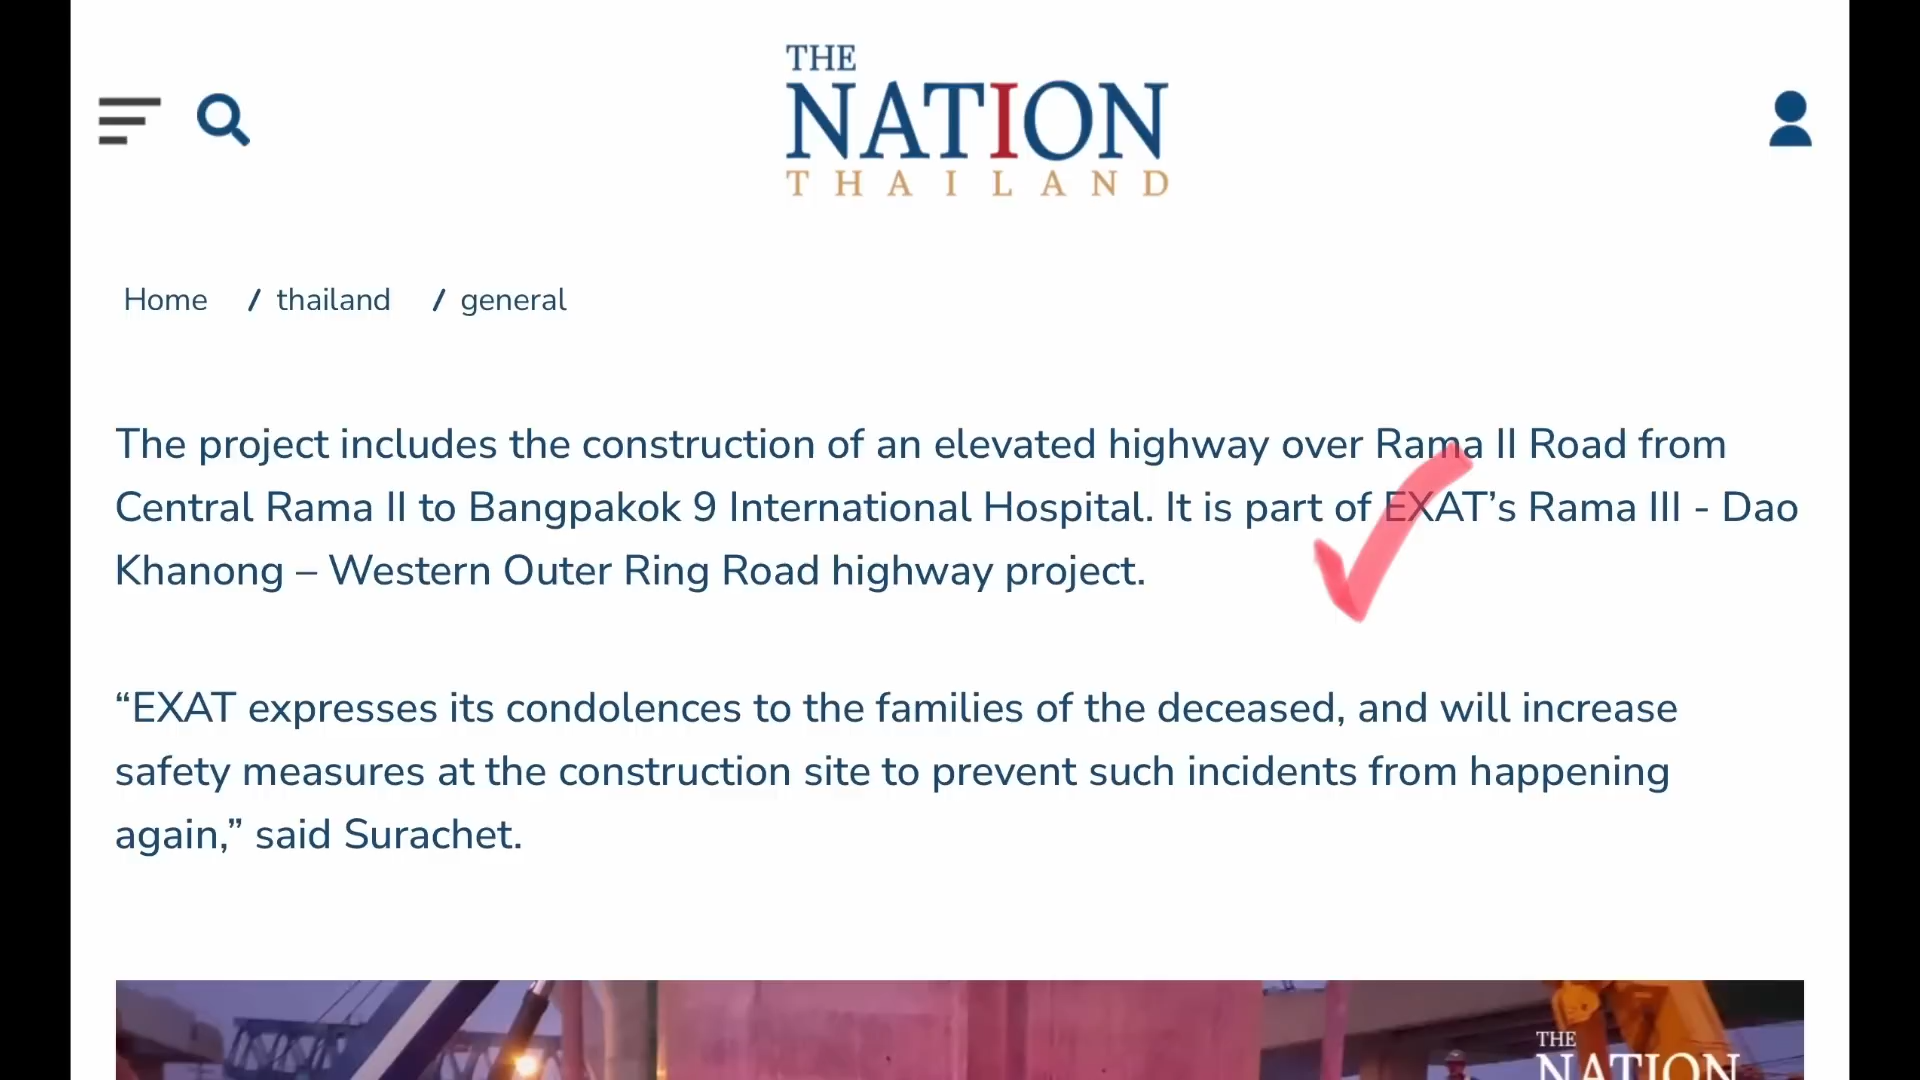 THE
NATION
THAILAND
Home / thailand / general
The project includes the construction of an elevated highway over Rama II Road from
Central Rama II to Bangpakok 9 International Hospital. It is part of EXAT’s Rama III - Dao
Khanong – Western Outer Ring Road highway project.
“EXAT expresses its condolences to the families of the deceased, and will increase
safety measures at the construction site to prevent such incidents from happening
again,” said Surachet.
THE
NATION